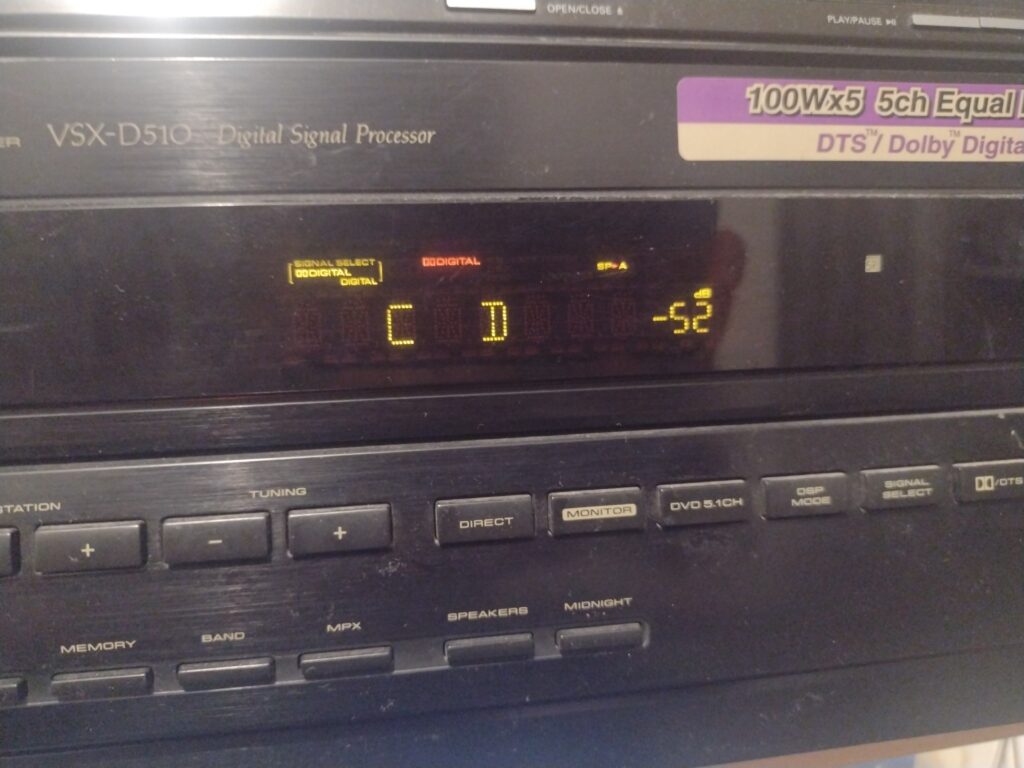 OPEN/CLOSE
PLAY/PAUSE
VSX-D510 Digital Signal Processor
100Wx5 5ch Equal
DTS™/Dolby™ Digita
SIGNAL SELECT
DIGITAL
DIGITAL
DIGITAL
SP►A
dB
C D -52
STATION
TUNING
+ - +
DIRECT
MONITOR
DVD 5.1CH
DSP
MODE
SIGNAL
SELECT
/DTS
MEMORY
BAND
MPX
SPEAKERS
MIDNIGHT